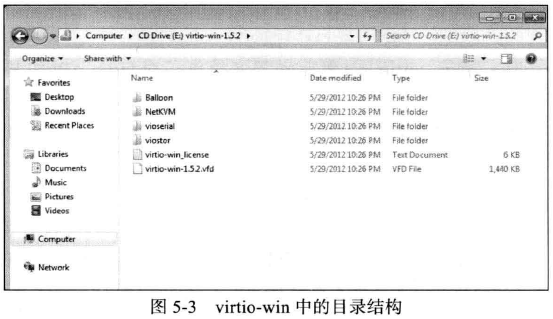 Computer ▸ CD Drive (E:) virtio-win-1.5.2 ▸
Search CD Drive (E:) virtio-win-1.5.2
Organize ▾ Share with ▾
Name Date modified Type Size
Favorites
Desktop
Downloads
Recent Places
Libraries
Documents
Music
Pictures
Videos
Computer
Network
Balloon 5/29/2012 10:26 PM File folder
NetKVM 5/29/2012 10:26 PM File folder
vioserial 5/29/2012 10:26 PM File folder
viostor 5/29/2012 10:26 PM File folder
virtio-win_license 5/29/2012 10:26 PM Text Document 6 KB
virtio-win-1.5.2.vfd 5/29/2012 10:26 PM VFD File 1,440 KB
图 5-3 virtio-win 中的目录结构